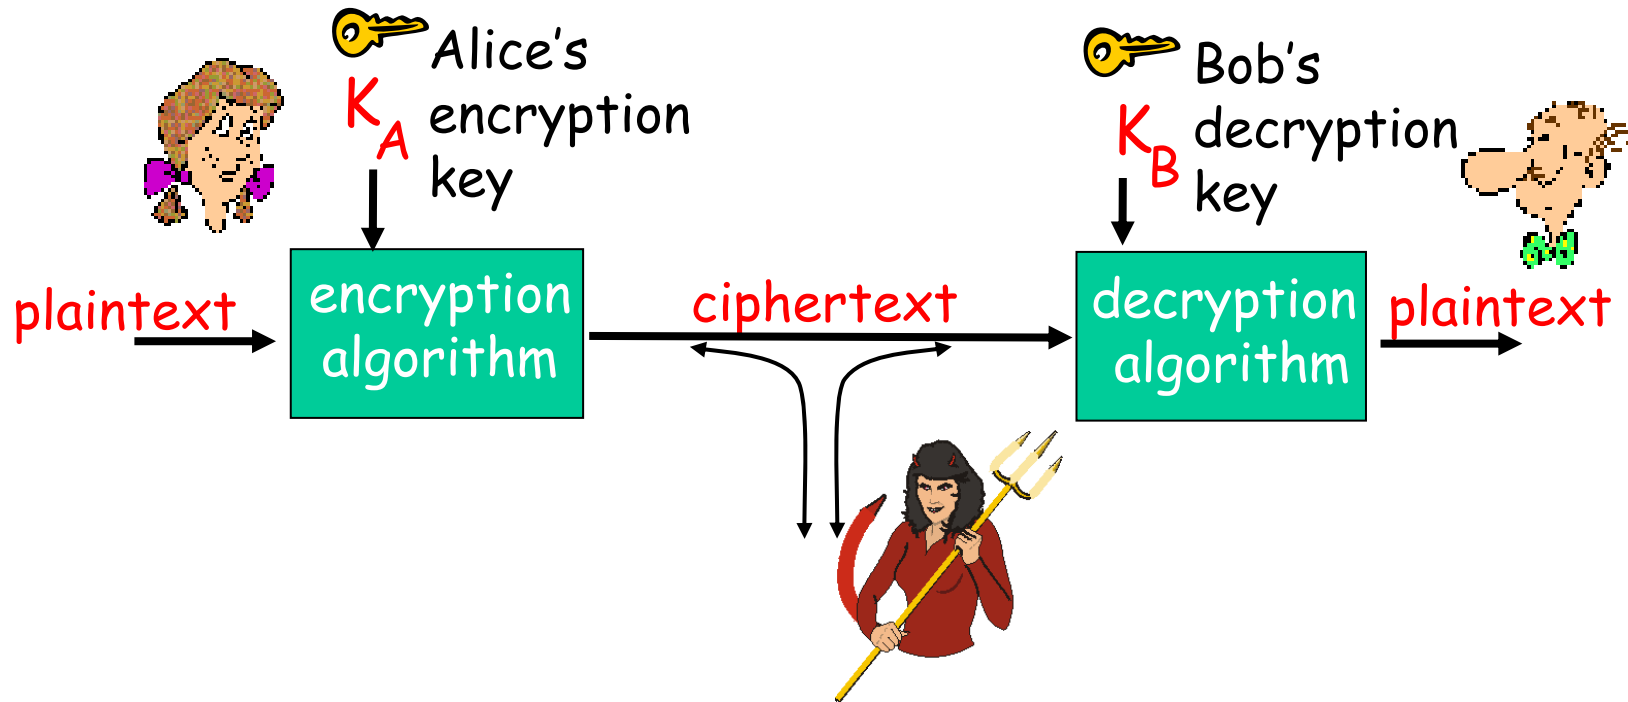 Alice's
encryption
key
K
A
Bob's
decryption
key
K
B
plaintext
encryption
algorithm
ciphertext
decryption
algorithm
plaintext